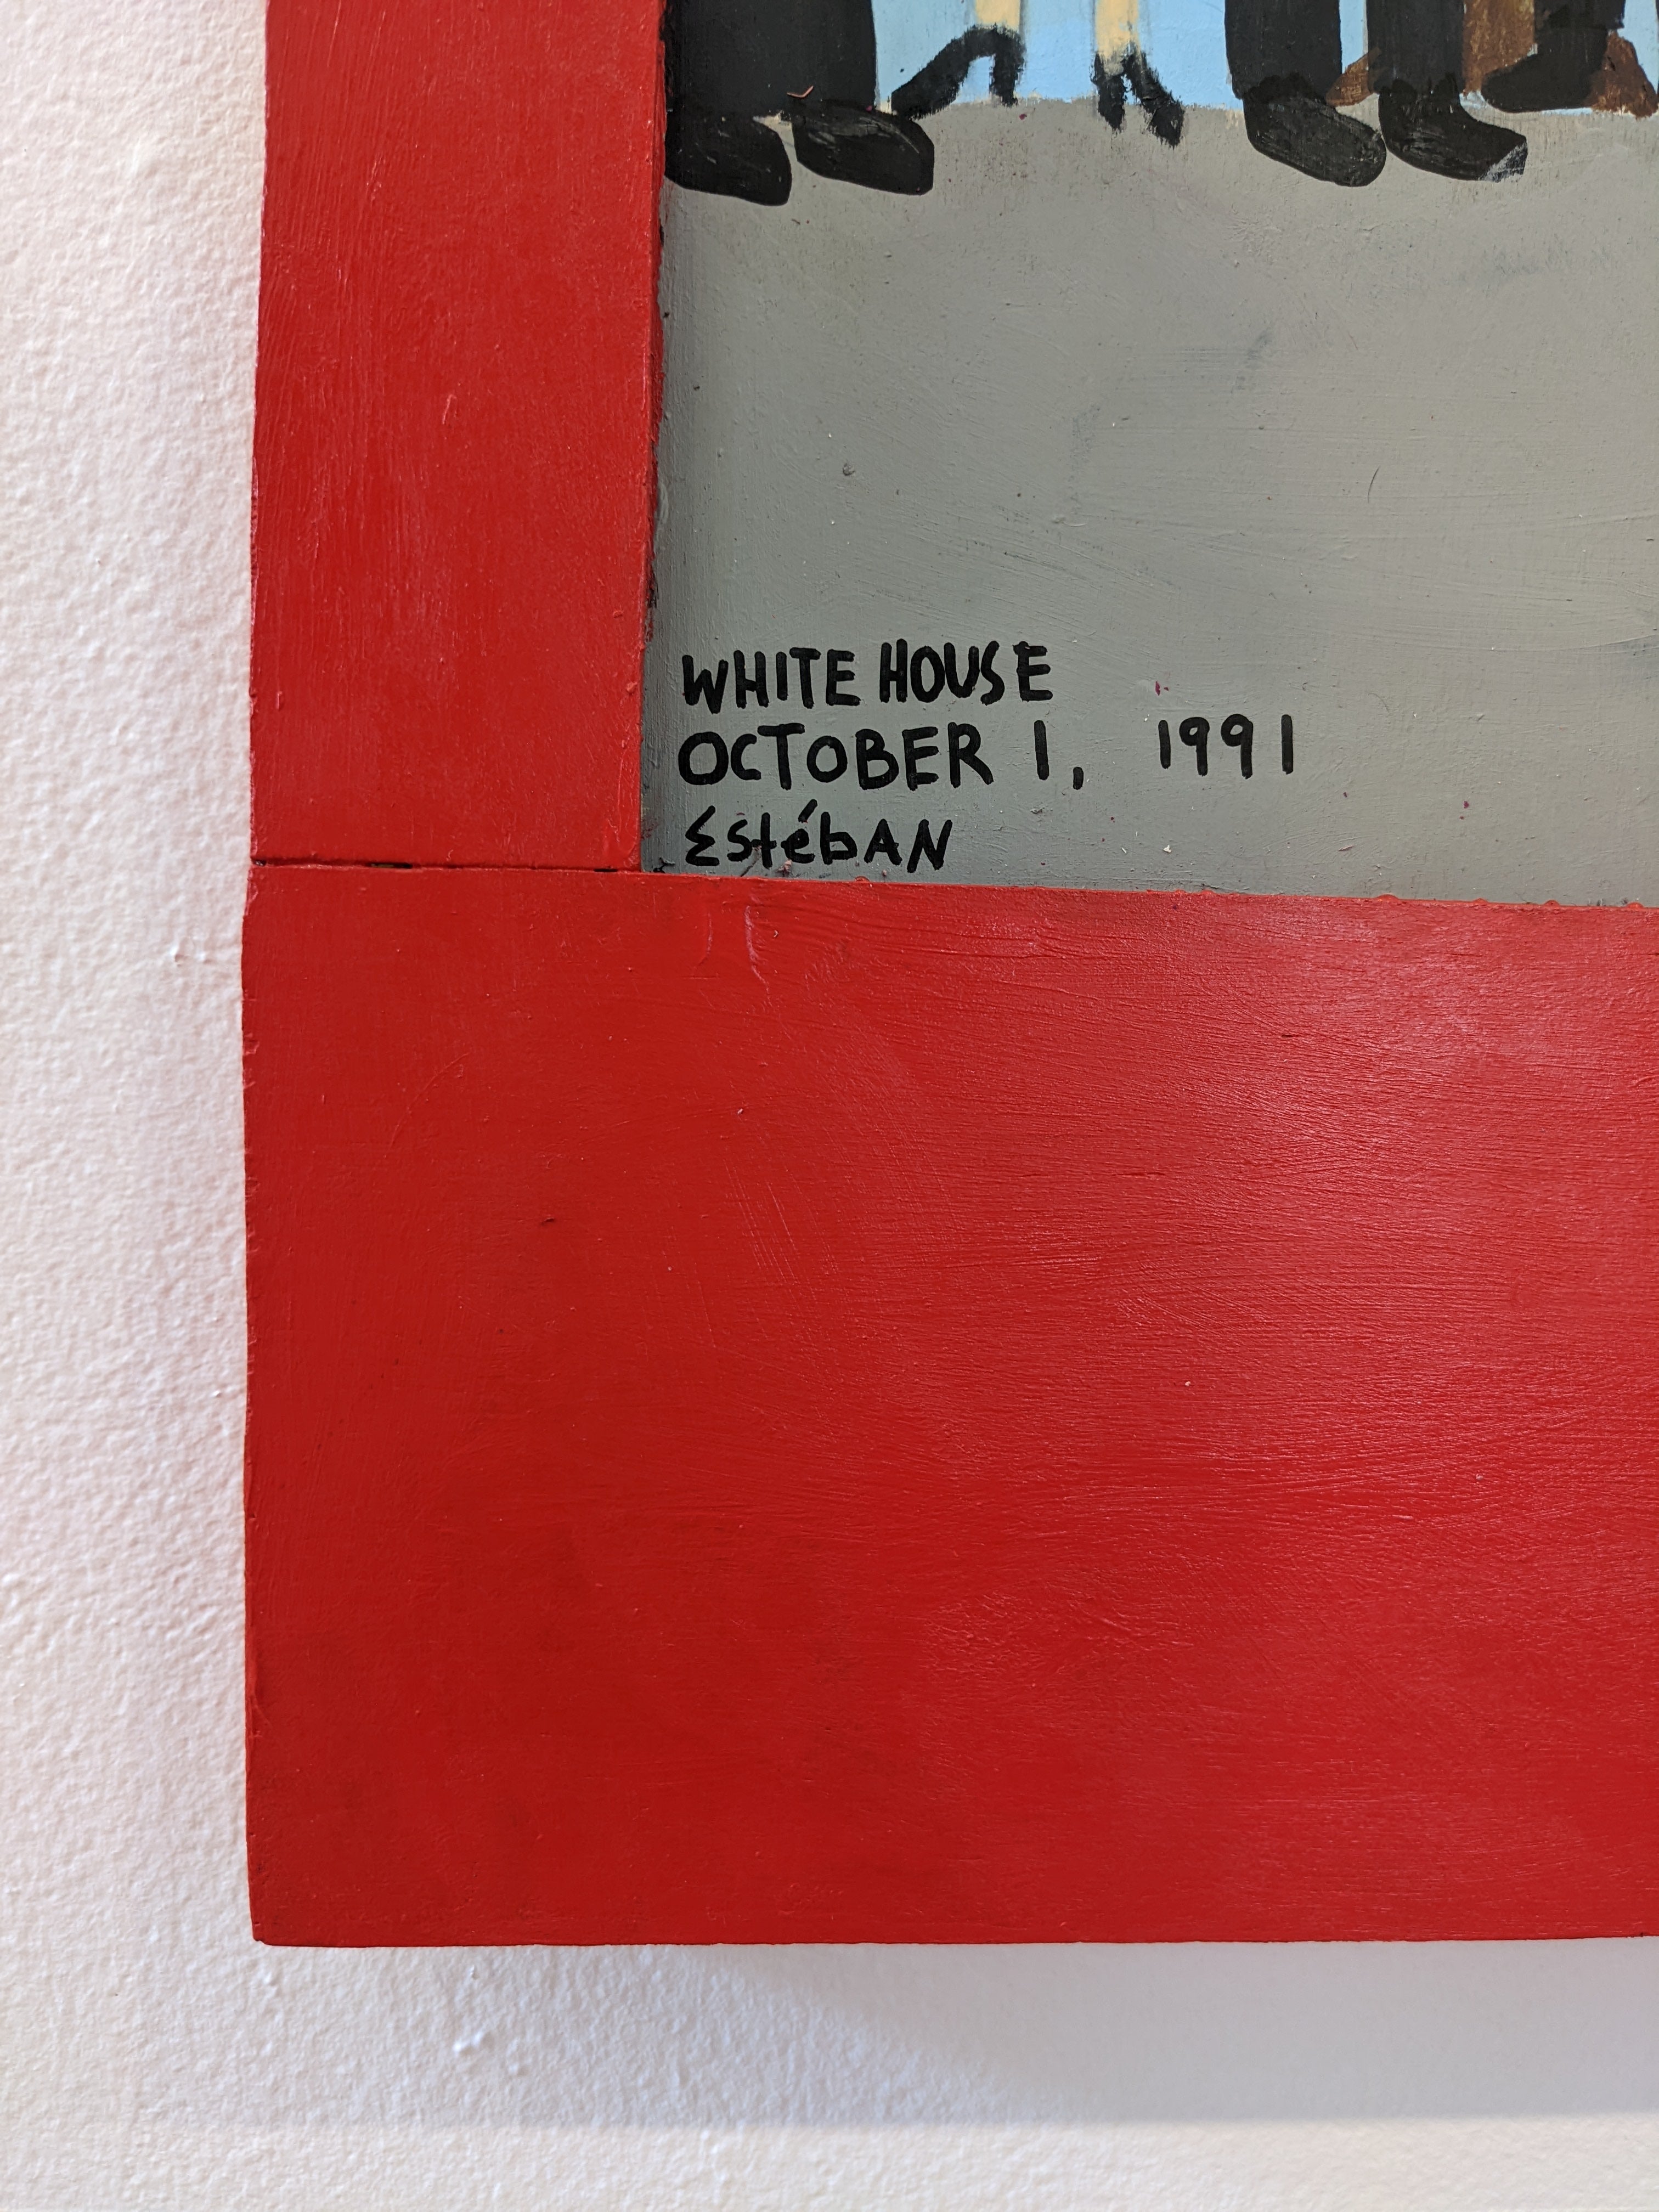 WHITE HOUSE
OCTOBER 1, 1991
EstébAN